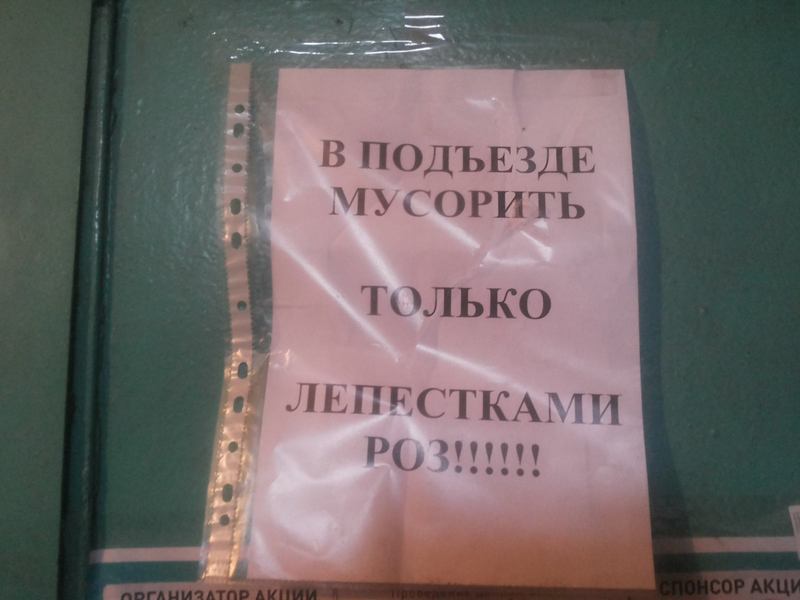 В ПОДЪЕЗДЕ
МУСОРИТЬ
ТОЛЬКО
ЛЕПЕСТКАМИ
РОЗ!!!!!!
ОРГАНИЗАТОР АКЦИИ
СПОНСОР АКЦИ